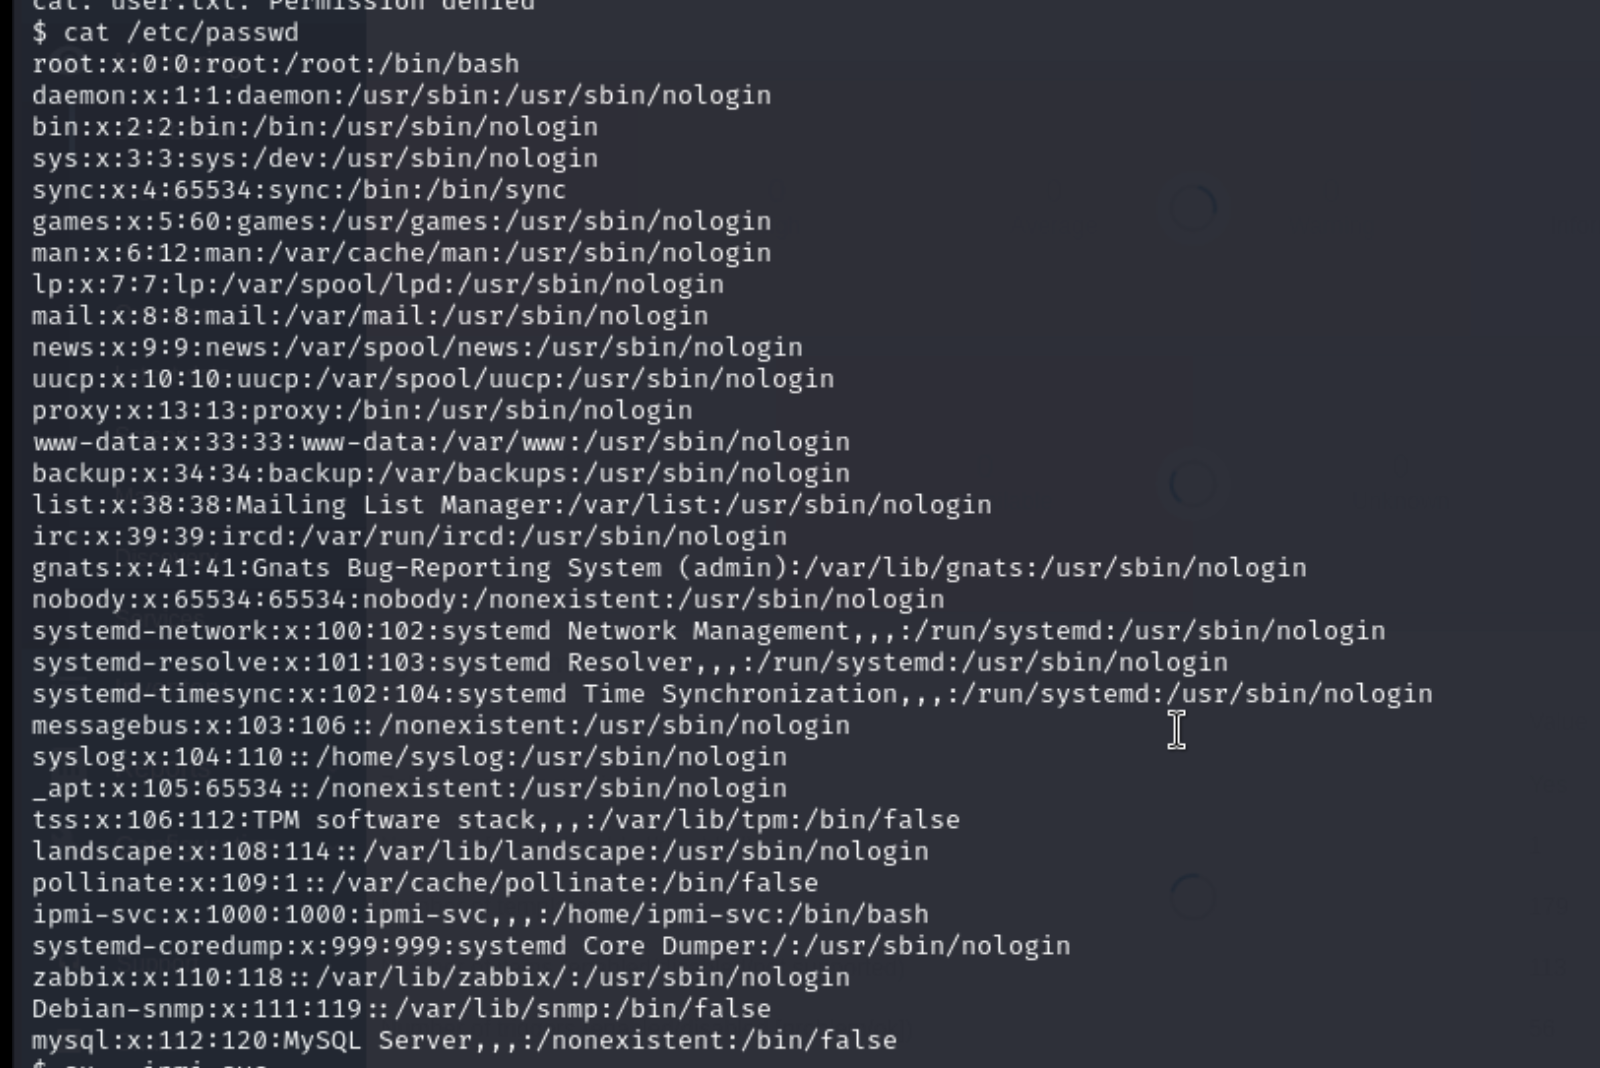 cat: user.txt: Permission denied
$ cat /etc/passwd
root:x:0:0:root:/root:/bin/bash
daemon:x:1:1:daemon:/usr/sbin:/usr/sbin/nologin
bin:x:2:2:bin:/bin:/usr/sbin/nologin
sys:x:3:3:sys:/dev:/usr/sbin/nologin
sync:x:4:65534:sync:/bin:/bin/sync
games:x:5:60:games:/usr/games:/usr/sbin/nologin
man:x:6:12:man:/var/cache/man:/usr/sbin/nologin
lp:x:7:7:lp:/var/spool/lpd:/usr/sbin/nologin
mail:x:8:8:mail:/var/mail:/usr/sbin/nologin
news:x:9:9:news:/var/spool/news:/usr/sbin/nologin
uucp:x:10:10:uucp:/var/spool/uucp:/usr/sbin/nologin
proxy:x:13:13:proxy:/bin:/usr/sbin/nologin
www-data:x:33:33:www-data:/var/www:/usr/sbin/nologin
backup:x:34:34:backup:/var/backups:/usr/sbin/nologin
list:x:38:38:Mailing List Manager:/var/list:/usr/sbin/nologin
irc:x:39:39:ircd:/var/run/ircd:/usr/sbin/nologin
gnats:x:41:41:Gnats Bug-Reporting System (admin):/var/lib/gnats:/usr/sbin/nologin
nobody:x:65534:65534:nobody:/nonexistent:/usr/sbin/nologin
systemd-network:x:100:102:systemd Network Management,,,:/run/systemd:/usr/sbin/nologin
systemd-resolve:x:101:103:systemd Resolver,,,:/run/systemd:/usr/sbin/nologin
systemd-timesync:x:102:104:systemd Time Synchronization,,,:/run/systemd:/usr/sbin/nologin
messagebus:x:103:106::/nonexistent:/usr/sbin/nologin
syslog:x:104:110::/home/syslog:/usr/sbin/nologin
_apt:x:105:65534::/nonexistent:/usr/sbin/nologin
tss:x:106:112:TPM software stack,,,:/var/lib/tpm:/bin/false
landscape:x:108:114::/var/lib/landscape:/usr/sbin/nologin
pollinate:x:109:1::/var/cache/pollinate:/bin/false
ipmi-svc:x:1000:1000:ipmi-svc,,,:/home/ipmi-svc:/bin/bash
systemd-coredump:x:999:999:systemd Core Dumper:/:/usr/sbin/nologin
zabbix:x:110:118::/var/lib/zabbix/:/usr/sbin/nologin
Debian-snmp:x:111:119::/var/lib/snmp:/bin/false
mysql:x:112:120:MySQL Server,,,:/nonexistent:/bin/false